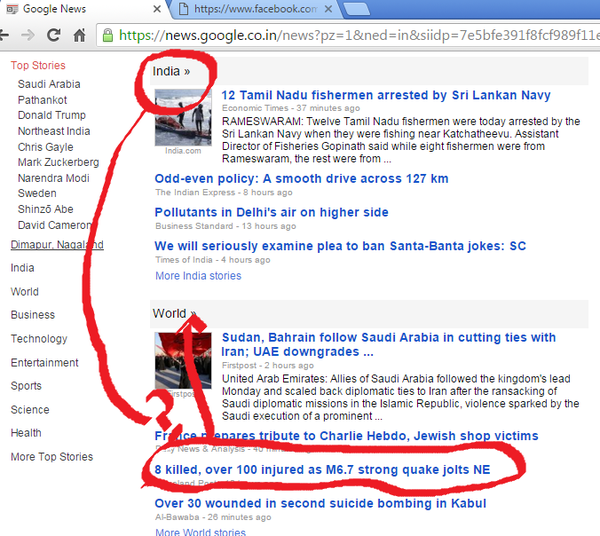 Google News
https://www.facebook.com
https://news.google.co.in/news?pz=1&ned=in&siidp=7e5bfe391f8fcf989f11e
Top Stories
Saudi Arabia
Pathankot
Donald Trump
Northeast India
Chris Gayle
Mark Zuckerberg
Narendra Modi
Sweden
Shinzō Abe
David Cameron
Dimapur, Nagaland
India
World
Business
Technology
Entertainment
Sports
Science
Health
More Top Stories
India »
India.com
12 Tamil Nadu fishermen arrested by Sri Lankan Navy
Economic Times - 37 minutes ago
RAMESWARAM: Twelve Tamil Nadu fishermen were today arrested by the
Sri Lankan Navy when they were fishing near Katchatheevu. Assistant
Director of Fisheries Gopinath said while eight fishermen were from
Rameswaram, the rest were from ...
Odd-even policy: A smooth drive across 127 km
The Indian Express - 8 hours ago
Pollutants in Delhi's air on higher side
Business Standard - 13 hours ago
We will seriously examine plea to ban Santa-Banta jokes: SC
Times of India - 4 hours ago
More India stories
World »
Firstpost
Sudan, Bahrain follow Saudi Arabia in cutting ties with
Iran; UAE downgrades ...
Firstpost - 2 hours ago
United Arab Emirates: Allies of Saudi Arabia followed the kingdom's lead
Monday and scaled back diplomatic ties to Iran after the ransacking of
Saudi diplomatic missions in the Islamic Republic, violence sparked by the
Saudi execution of a prominent ...
?
France prepares tribute to Charlie Hebdo, Jewish shop victims
News & Analysis - 40 minutes ago
8 killed, over 100 injured as M6.7 strong quake jolts NE
Over 30 wounded in second suicide bombing in Kabul
Al-Bawaba - 26 minutes ago
More World stories